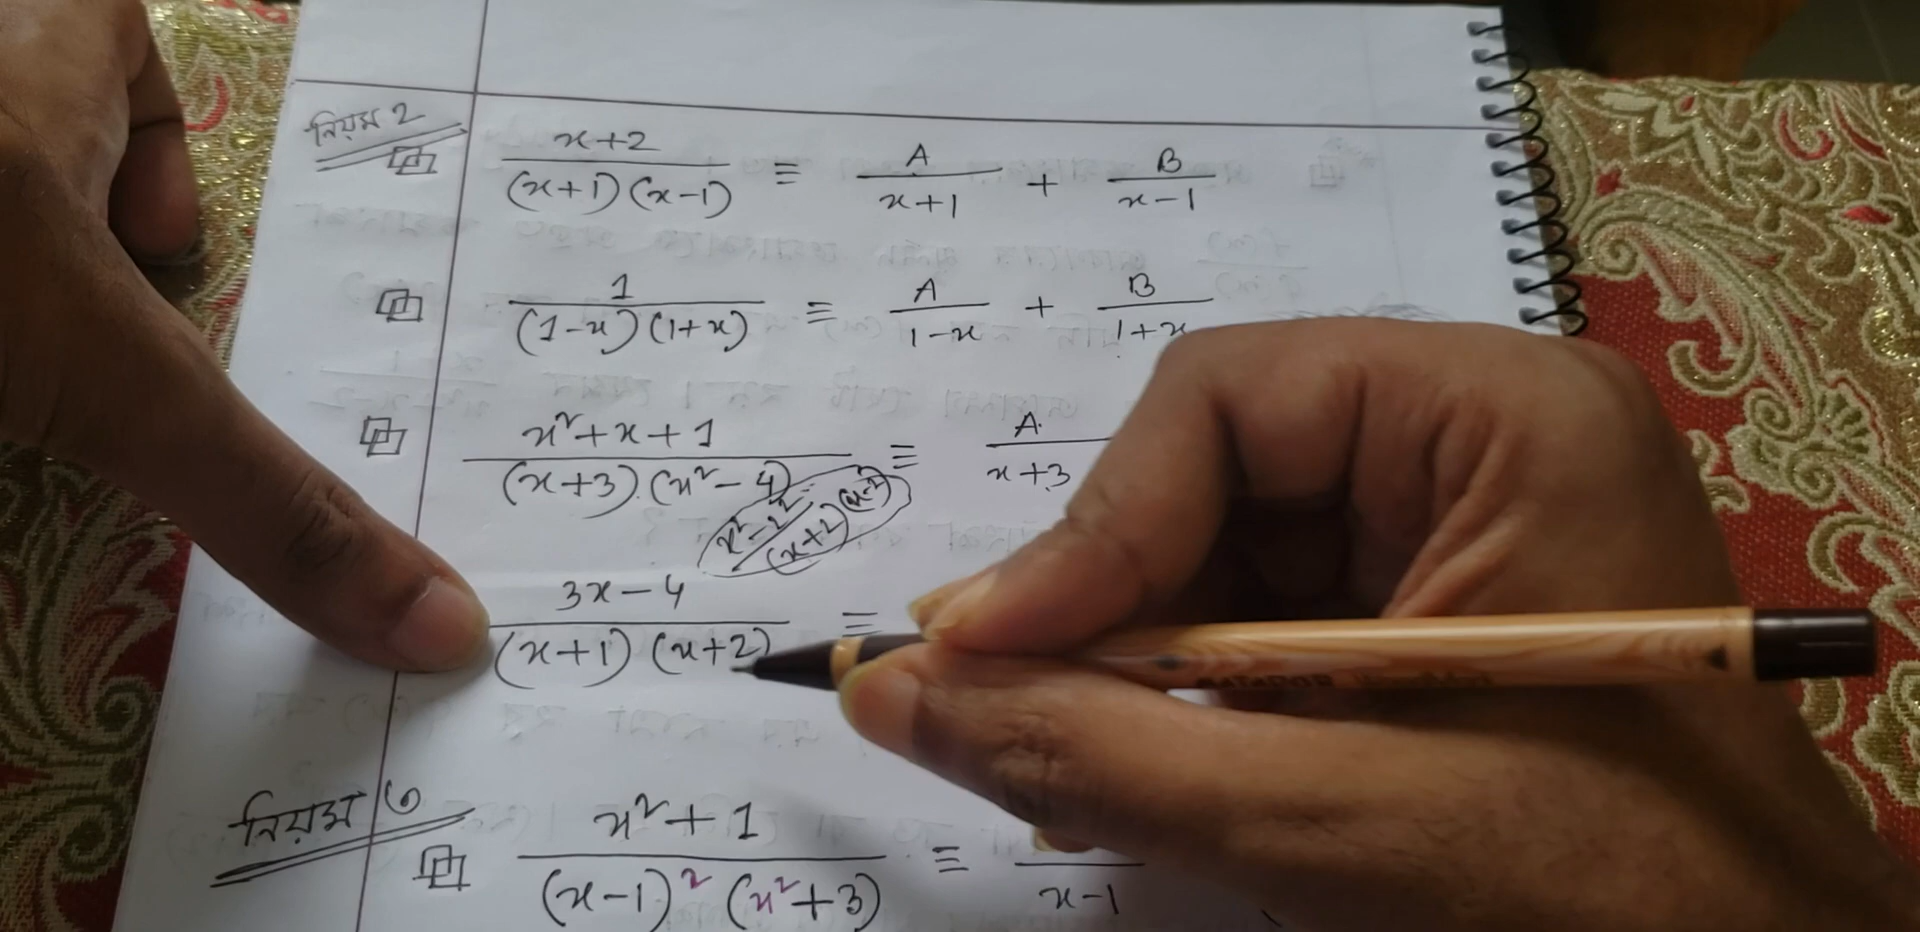 নিয়ম 2
x+2 / (x+1)(x-1) ≡ A / x+1 + B / x-1
1 / (1-x)(1+x) ≡ A / 1-x + B / 1+x
x²+x+1 / (x+3)(x²-4) ≡ A / x+3
x²-2² = (x+2)(x-2)
3x-4 / (x+1)(x+2) ≡
নিয়ম ৩
x²+1 / (x-1)²(x²+3) ≡ / x-1